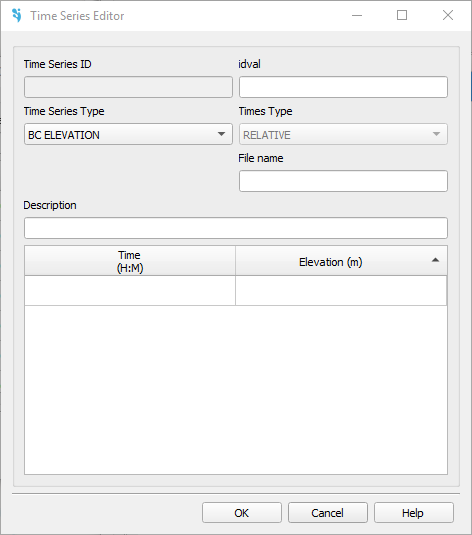 Time Series Editor
Time Series ID
idval
Time Series Type
Times Type
BC ELEVATION
RELATIVE
File name
Description
Time
(H:M)
Elevation (m)
OK
Cancel
Help